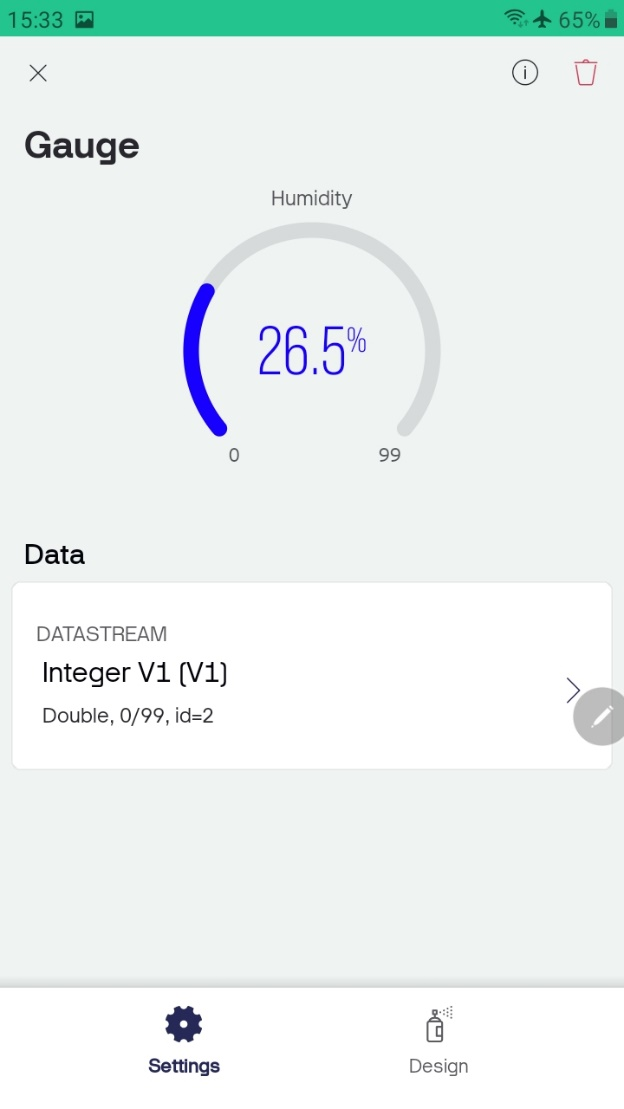 15:33 65%
Gauge
Humidity
26.5%
0 99
Data
DATASTREAM
Integer V1 (V1)
Double, 0/99, id=2
Settings Design